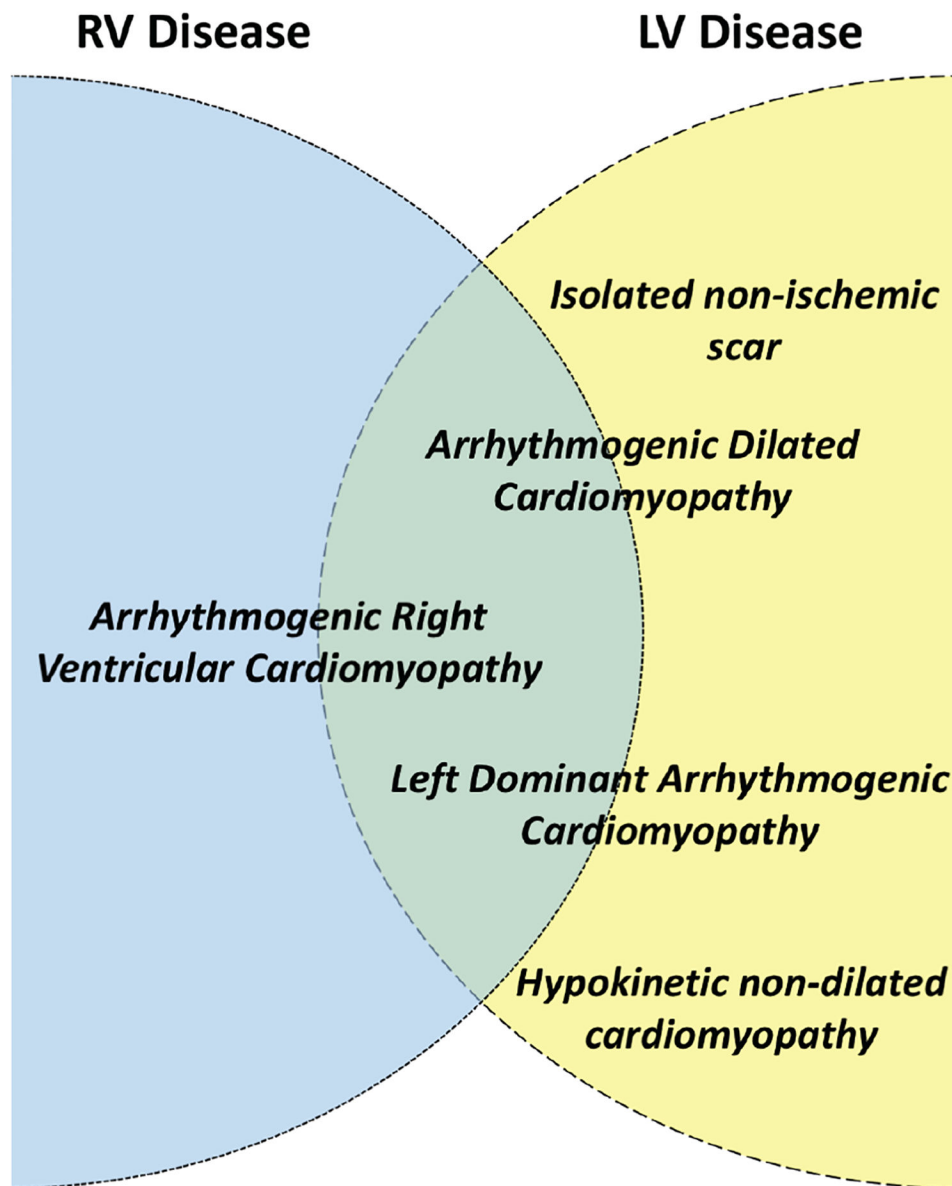 RV Disease
LV Disease
Isolated non-ischemic
scar
Arrhythmogenic Dilated
Cardiomyopathy
Arrhythmogenic Right
Ventricular Cardiomyopathy
Left Dominant Arrhythmogenic
Cardiomyopathy
Hypokinetic non-dilated
cardiomyopathy